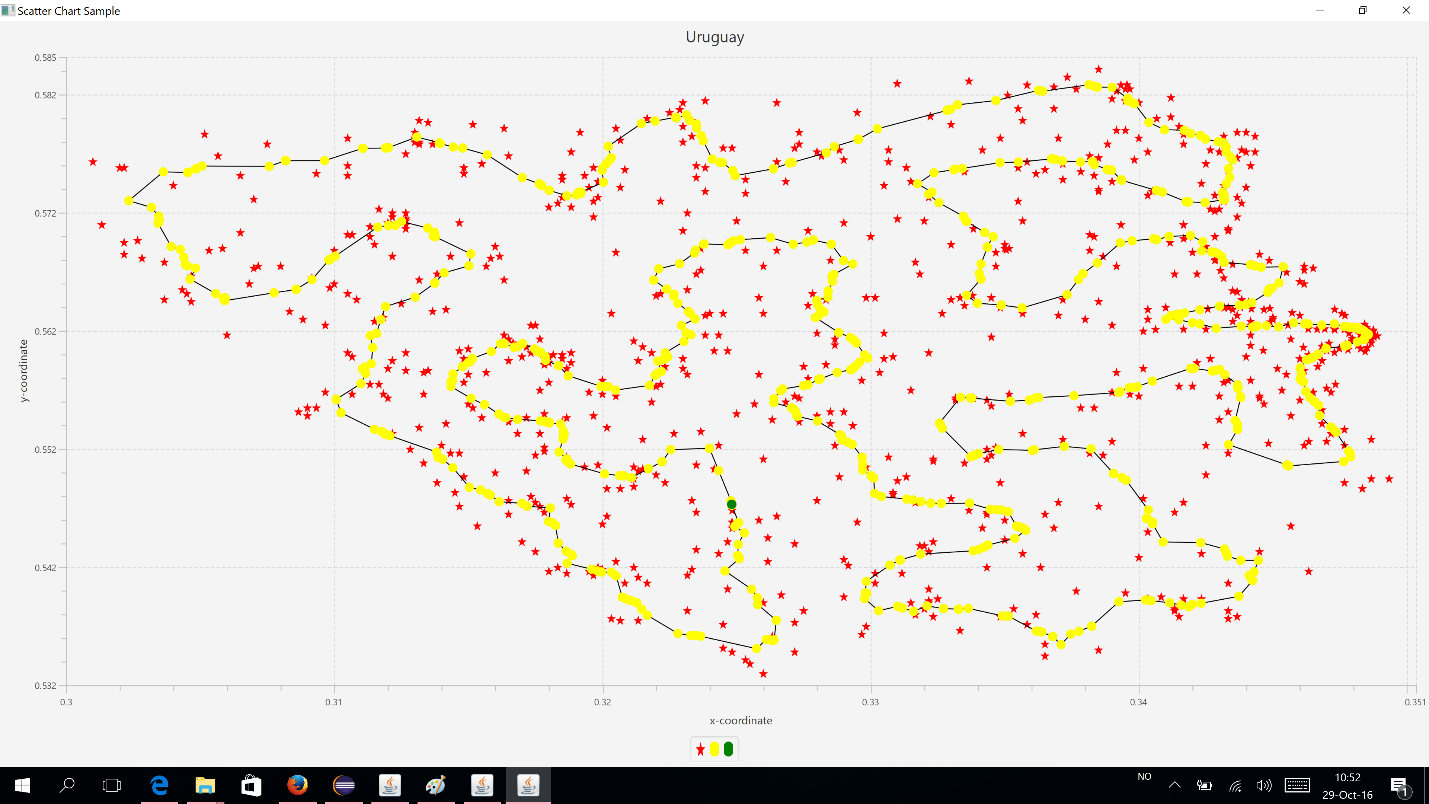 Scatter Chart Sample
Uruguay
0.585
0.582
0.572
0.562
0.552
0.542
0.532
y-coordinate
0.3
0.31
0.32
0.33
0.34
0.351
x-coordinate
NO
10:52
29-Oct-16
1